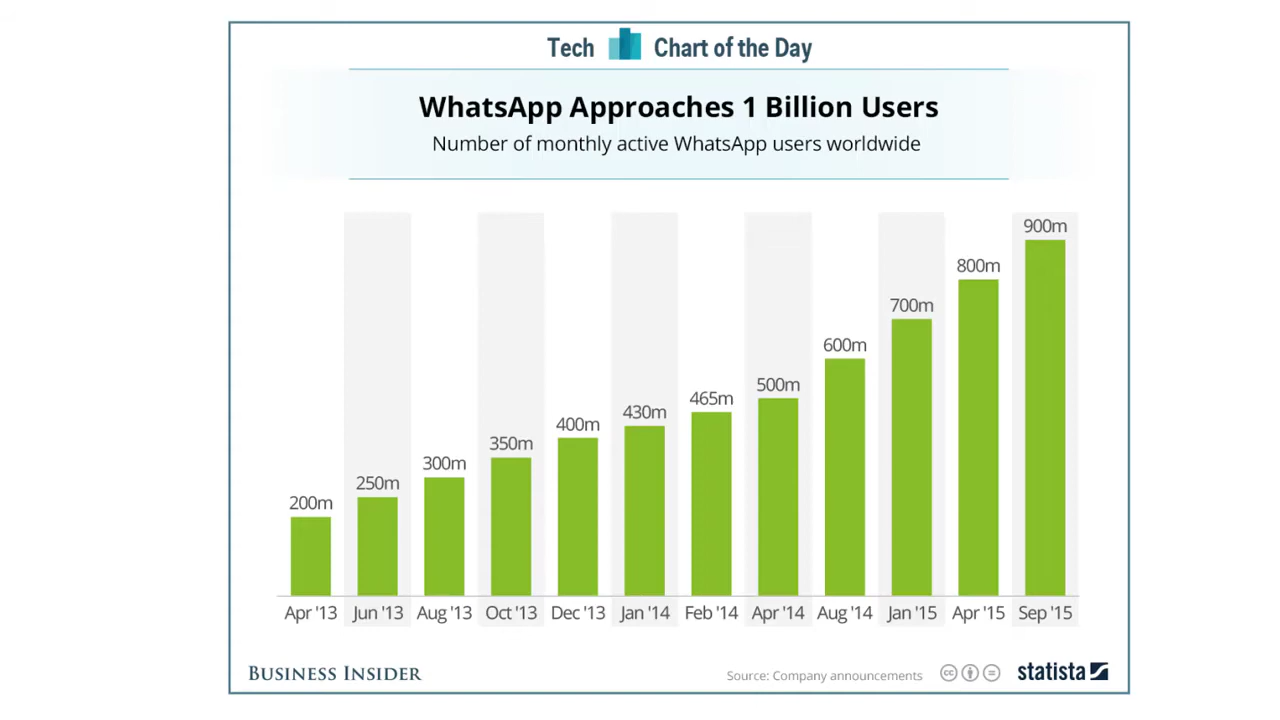 Tech Chart of the Day
WhatsApp Approaches 1 Billion Users
Number of monthly active WhatsApp users worldwide
900m
800m
700m
600m
500m
465m
430m
400m
350m
300m
250m
200m
Apr '13 Jun '13 Aug '13 Oct '13 Dec '13 Jan '14 Feb '14 Apr '14 Aug '14 Jan '15 Apr '15 Sep '15
BUSINESS INSIDER
Source: Company announcements
cc
statista